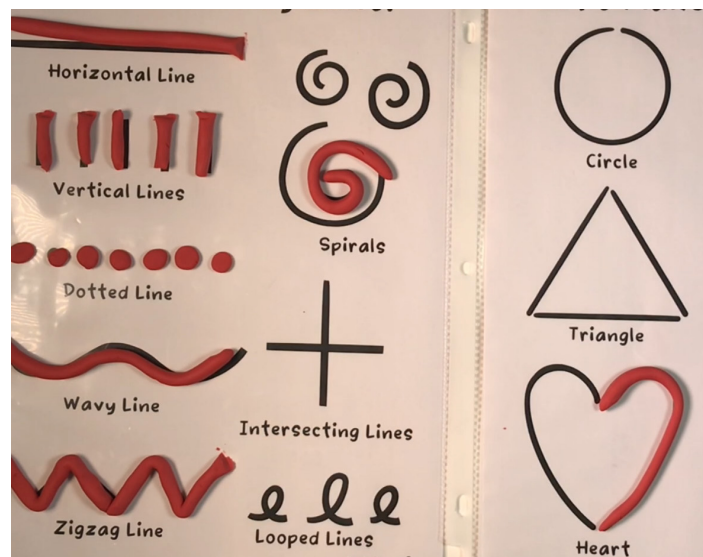 Horizontal Line
Vertical Lines
Dotted Line
Wavy Line
Zigzag Line
Spirals
Intersecting Lines
Looped Lines
Circle
Triangle
Heart